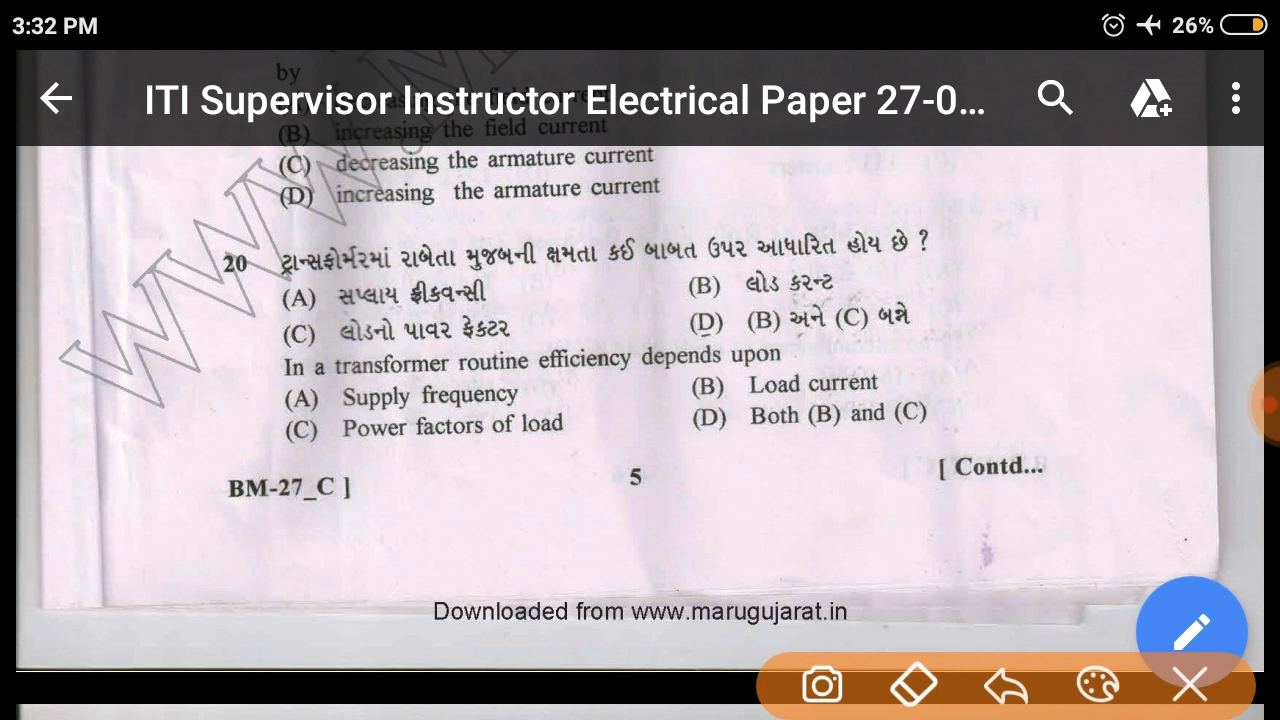 3:32 PM
26%
by
ITI Supervisor Instructor Electrical Paper 27-0...
(B) increasing the field current
(C) decreasing the armature current
(D) increasing the armature current
20 ટ્રાન્સફોર્મરમાં રાબેતા મુજબની ક્ષમતા કઈ બાબત ઉપર આધારિત હોય છે ?
(A) સપ્લાય ફ્રીકવન્સી (B) લોડ કરન્ટ
(C) લોડનો પાવર ફેક્ટર (D) (B) અને (C) બન્ને
In a transformer routine efficiency depends upon
(A) Supply frequency (B) Load current
(C) Power factors of load (D) Both (B) and (C)
BM-27_C ] 5 [ Contd...
Downloaded from www.marugujarat.in
WWW.M